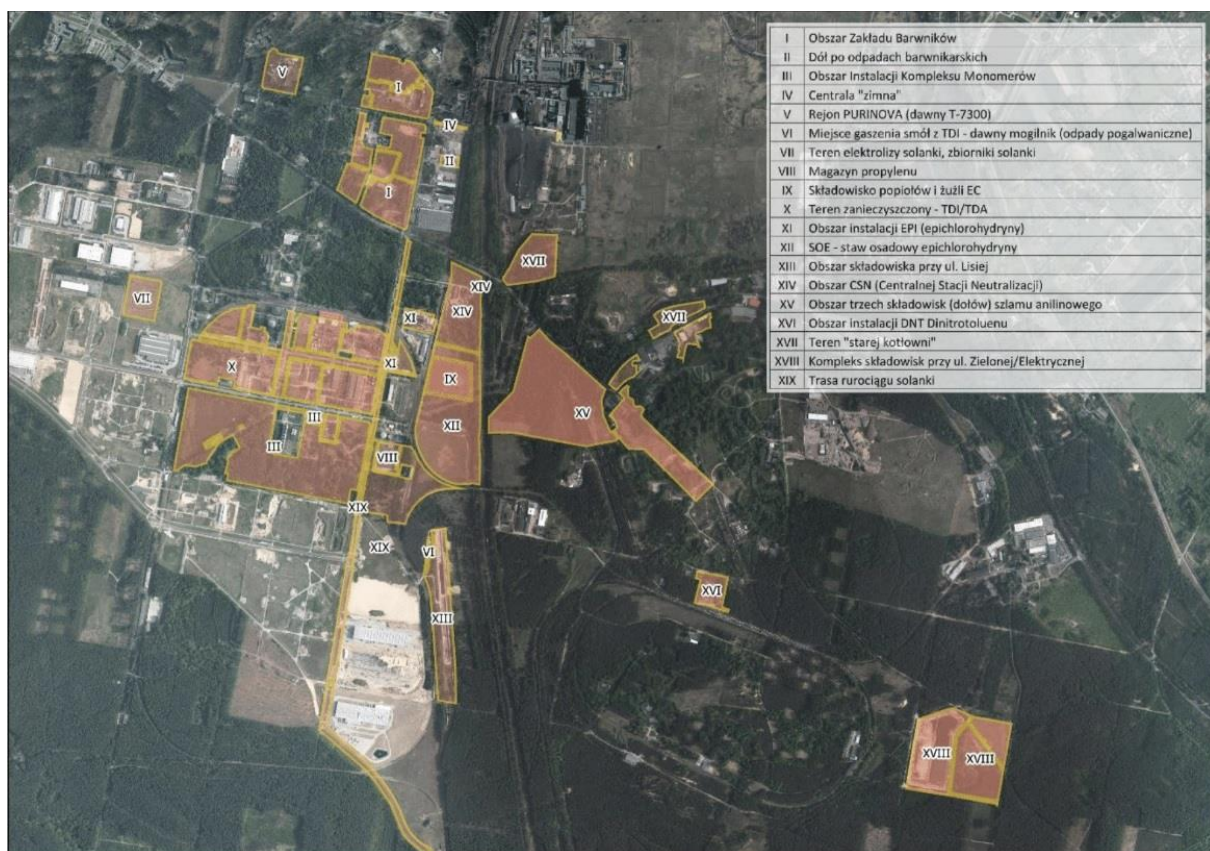 I Obszar Zakładu Barwników
II Dół po odpadach barwnikarskich
III Obszar Instalacji Kompleksu Monomerów
IV Centrala "zimna"
V Rejon PURINOVA (dawny T-7300)
VI Miejsce gaszenia smół z TDI - dawny mogilnik (odpady pogalwaniczne)
VII Teren elektrolizy solanki, zbiorniki solanki
VIII Magazyn propylenu
IX Składowisko popiołów i żużli EC
X Teren zanieczyszczony - TDI/TDA
XI Obszar instalacji EPI (epichlorohydryny)
XII SOE - staw osadowy epichlorohydryny
XIII Obszar składowiska przy ul. Lisiej
XIV Obszar CSN (Centralnej Stacji Neutralizacji)
XV Obszar trzech składowisk (dołów) szlamu anilinowego
XVI Obszar instalacji DNT Dinitrotoluenu
XVII Teren "starej kotłowni"
XVIII Kompleks składowisk przy ul. Zielonej/Elektrycznej
XIX Trasa rurociągu solanki
V
I
IV
II
I
XVII
XIV
VII
XI
XIV
XVII
X
XI
IX
III
XV
XII
III
VIII
XIX
XIX
VI
XVI
XIII
XVIII
XVIII